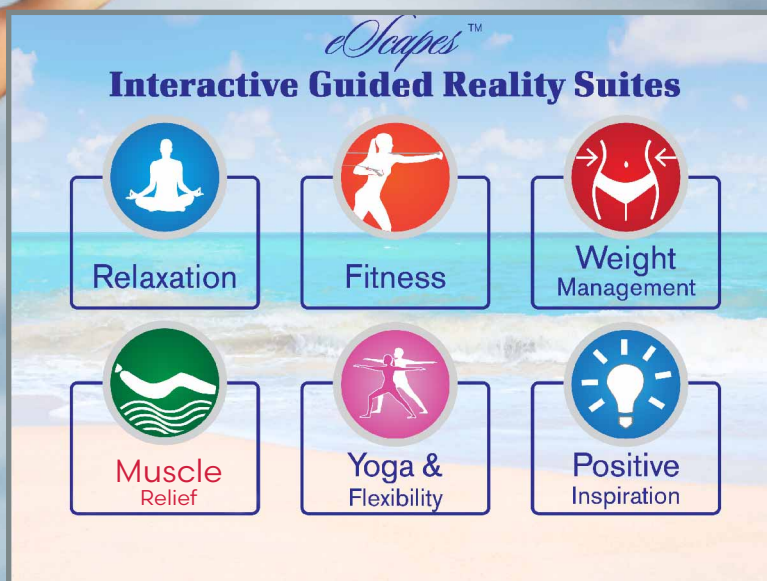 eScapes™
Interactive Guided Reality Suites
Relaxation
Fitness
Weight
Management
Muscle
Relief
Yoga &
Flexibility
Positive
Inspiration